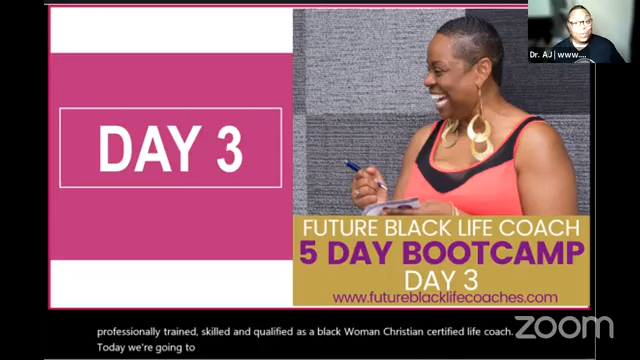 Dr. AJ | www....
DAY 3
FUTURE BLACK LIFE COACH
5 DAY BOOTCAMP
DAY 3
www.futureblacklifecoaches.com
professionally trained, skilled and qualified as a black Woman Christian certified life coach.
Today we're going to
zoom